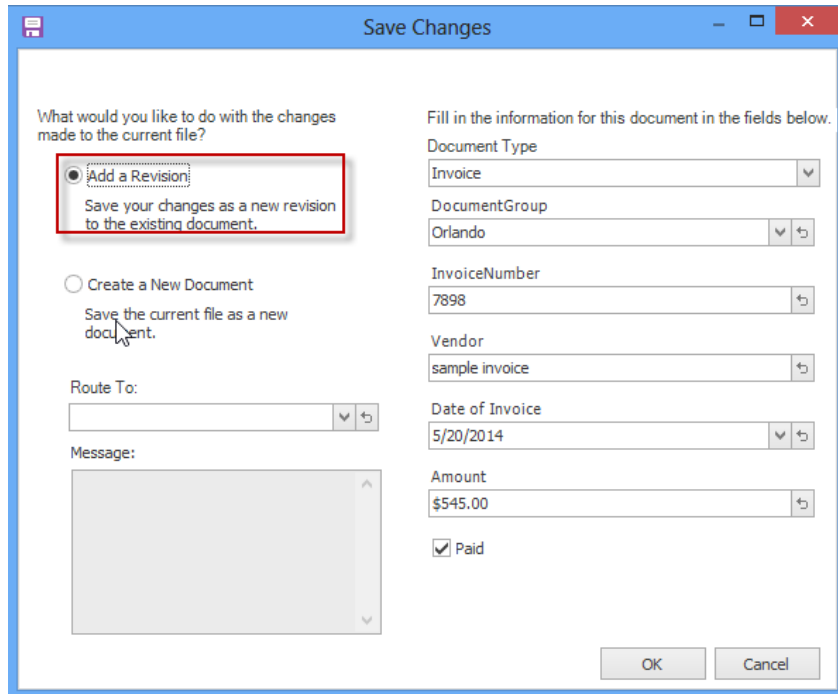 Save Changes
What would you like to do with the changes
made to the current file?
Add a Revision
Save your changes as a new revision
to the existing document.
Create a New Document
Save the current file as a new
document.
Route To:
Message:
Fill in the information for this document in the fields below.
Document Type
Invoice
DocumentGroup
Orlando
InvoiceNumber
7898
Vendor
sample invoice
Date of Invoice
5/20/2014
Amount
$545.00
Paid
OK
Cancel